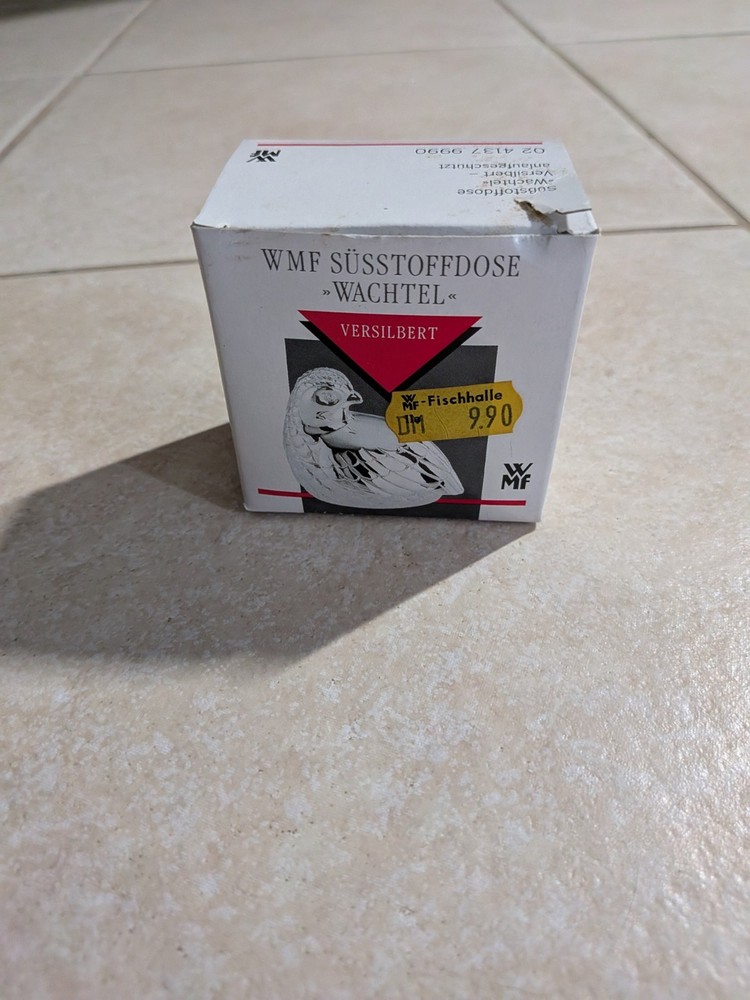 WMF
02 4137 9990
Süßstoffdose
»Wachtel«
Versilbert –
anlaufgeschützt
WMF SÜSSTOFFDOSE
»WACHTEL«
VERSILBERT
WMF-Fischhalle
DM 9.90
WMF